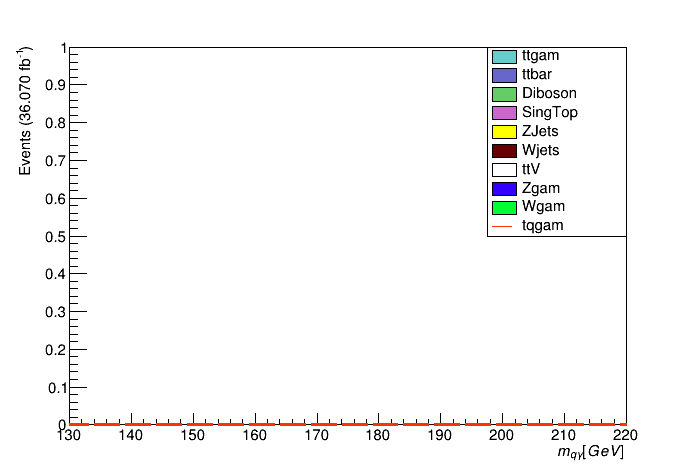 Events (36.070 fb⁻¹)
1
0.9
0.8
0.7
0.6
0.5
0.4
0.3
0.2
0.1
0
ttgam
ttbar
Diboson
SingTop
ZJets
Wjets
ttV
Zgam
Wgam
tqgam
130 140 150 160 170 180 190 200 210 220
m_{qγ}[GeV]